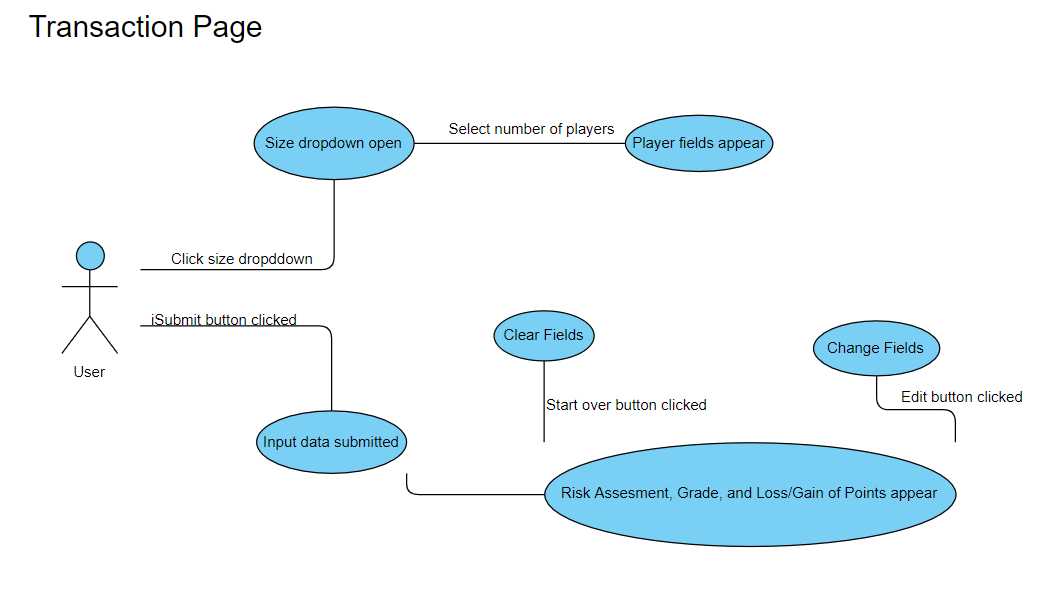 Transaction Page
Select number of players
Size dropdown open
Player fields appear
Click size dropddown
iSubmit button clicked
Clear Fields
Change Fields
User
Edit button clicked
Start over button clicked
Input data submitted
Risk Assesment, Grade, and Loss/Gain of Points appear